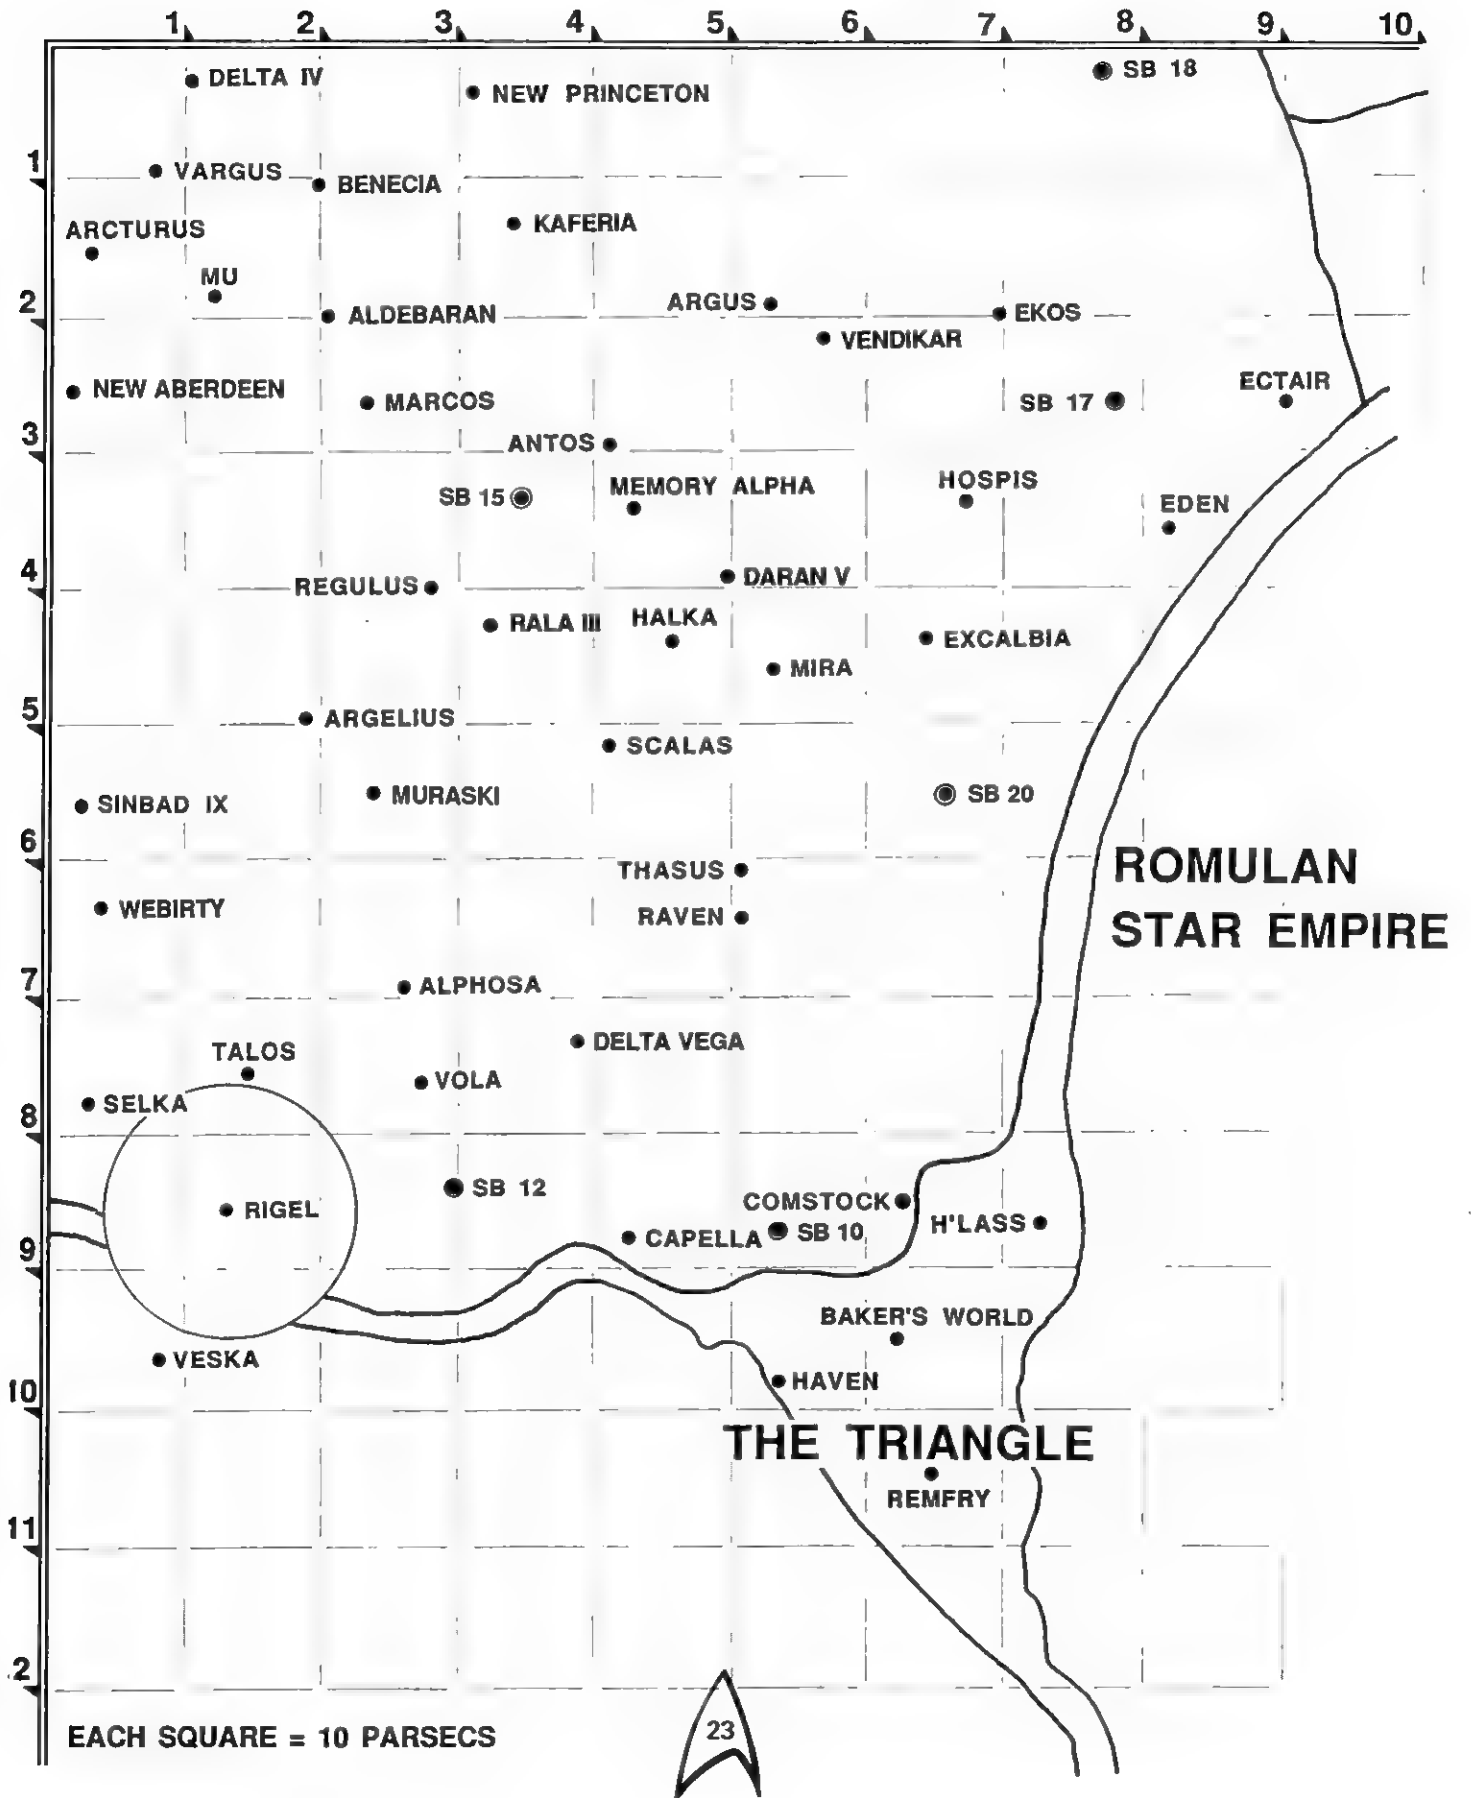 1 2 3 4 5 6 7 8 9 10
DELTA IV
SB 18
NEW PRINCETON
1
VARGUS
BENECIA
KAFERIA
ARCTURUS
MU
2
ALDEBARAN
ARGUS
EKOS
VENDIKAR
NEW ABERDEEN
MARCOS
SB 17
ECTAIR
3
ANTOS
SB 15
MEMORY ALPHA
HOSPIS
EDEN
4
REGULUS
DARAN V
RALA III
HALKA
EXCALBIA
MIRA
5
ARGELIUS
SCALAS
SINBAD IX
MURASKI
SB 20
6
THASUS
ROMULAN
STAR EMPIRE
WEBIRTY
RAVEN
7
ALPHOSA
DELTA VEGA
TALOS
VOLA
SELKA
8
SB 12
RIGEL
COMSTOCK
SB 10
H'LASS
CAPELLA
9
BAKER'S WORLD
VESKA
HAVEN
10
THE TRIANGLE
REMFRY
11
2
EACH SQUARE = 10 PARSECS
23